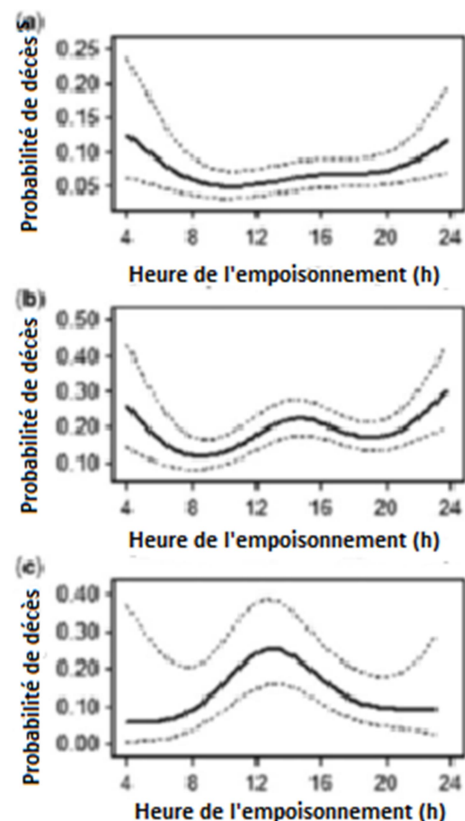 (a)
Probabilité de décès
0.25
0.20
0.15
0.10
0.05
4 8 12 16 20 24
Heure de l'empoisonnement (h)
(b)
Probabilité de décès
0.50
0.40
0.30
0.20
0.10
4 8 12 16 20 24
Heure de l'empoisonnement (h)
(c)
Probabilité de décès
0.40
0.30
0.20
0.10
0.00
4 8 12 16 20 24
Heure de l'empoisonnement (h)